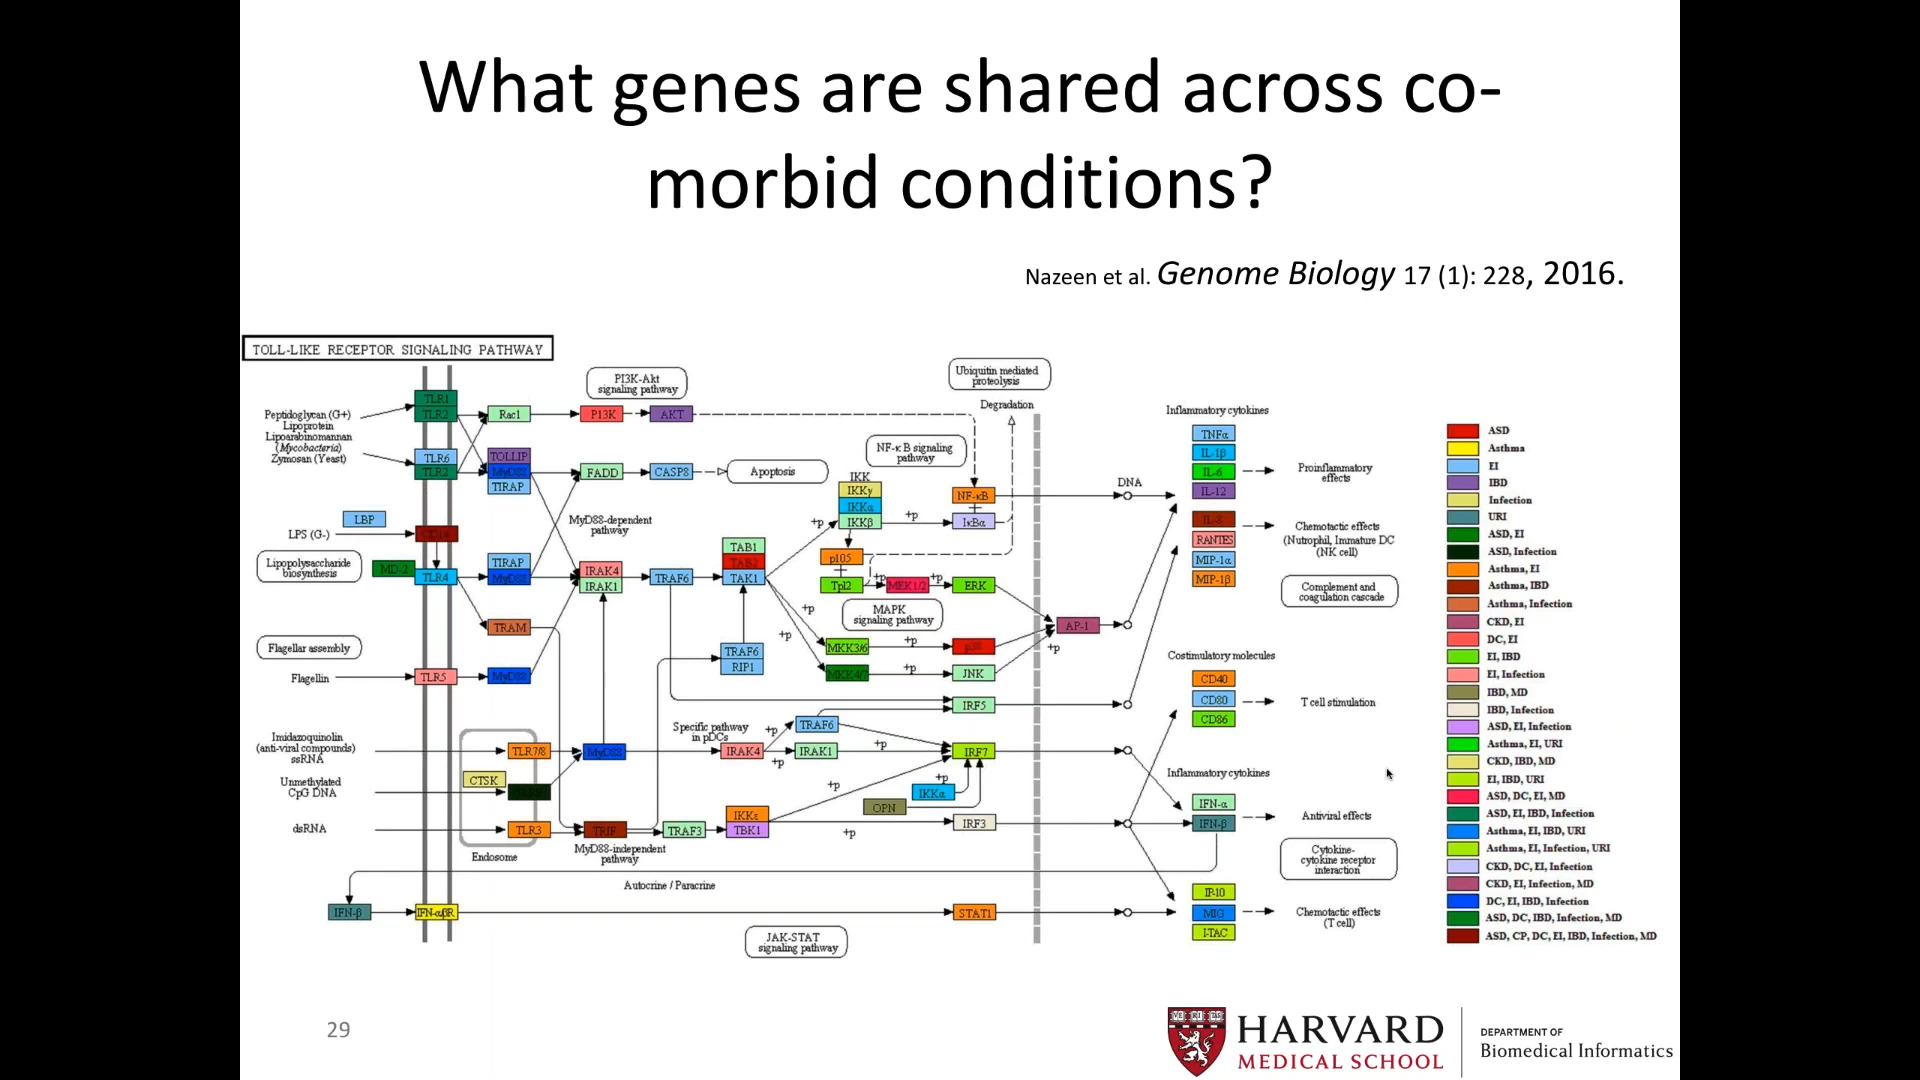 What genes are shared across co-
morbid conditions?
Nazeen et al. Genome Biology 17 (1): 228, 2016.
TOLL-LIKE RECEPTOR SIGNALING PATHWAY
Peptidoglycan (G+)
Lipoprotein
Lipoarabinomannan
(Mycobacteria)
Zymosan (Yeast)
LBP
LPS (G-)
Lipopolysaccharide
biosynthesis
MD-2
Flagellar assembly
Flagellin
Imidazoquinolin
(anti-viral compounds)
ssRNA
Unmethylated
CpG DNA
dsRNA
TLR1
TLR2
TLR6
TLR2
TLR4
TLR5
CTSK
TLR7/8
TLR3
Endosome
IFN-β
IFN-αβR
Rac1
TOLLIP
MyD88
TIRAP
TIRAP
MyD88
TRAM
MyD88
MyD88
TRIF
MyD88-independent
pathway
PI3K-Akt
signaling pathway
PI3K
AKT
FADD
CASP8
Apoptosis
MyD88-dependent
pathway
IRAK4
IRAK1
TRAF6
TAB1
TAB2
TAK1
TRAF6
RIP1
Specific pathway
in pDCs
IRAK4
+p
+p
TRAF6
IRAK1
+p
TRAF3
IKKε
TBK1
+p
+p
Autocrine / Paracrine
JAK-STAT
signaling pathway
Ubiquitin mediated
proteolysis
Degradation
NF-κB signaling
pathway
IKK
IKKγ
IKKα
IKKβ
+p
+p
NF-κB
IκBα
p105
Tpl2
+p
MEK1/2
+p
ERK
MAPK
signaling pathway
+p
+p
MKK3/6
+p
p38
MKK4/7
+p
JNK
IRF5
IRF7
+p
IKKα
OPN
IRF3
STAT1
AP-1
+p
DNA
Inflammatory cytokines
TNFα
IL-1β
IL-6
IL-12
Proinflammatory
effects
IL-8
RANTES
MIP-1α
MIP-1β
Chemotactic effects
(Nutrophil, Immature DC
(NK cell)
Complement and
coagulation cascade
Costimulatory molecules
CD40
CD80
CD86
T cell stimulation
Inflammatory cytokines
IFN-α
IFN-β
Antiviral effects
Cytokine-
cytokine receptor
interaction
IP-10
MIG
I-TAC
Chemotactic effects
(T cell)
ASD
Asthma
EI
IBD
Infection
URI
ASD, EI
ASD, Infection
Asthma, EI
Asthma, IBD
Asthma, Infection
CKD, EI
DC, EI
EI, IBD
EI, Infection
IBD, MD
IBD, Infection
ASD, EI, Infection
Asthma, EI, URI
CKD, IBD, MD
EI, IBD, URI
ASD, DC, EI, MD
ASD, EI, IBD, Infection
Asthma, EI, IBD, URI
Asthma, EI, Infection, URI
CKD, DC, EI, Infection
CKD, EI, Infection, MD
DC, EI, IBD, Infection
ASD, DC, IBD, Infection, MD
ASD, CP, DC, EI, IBD, Infection, MD
29
HARVARD
MEDICAL SCHOOL
DEPARTMENT OF
Biomedical Informatics